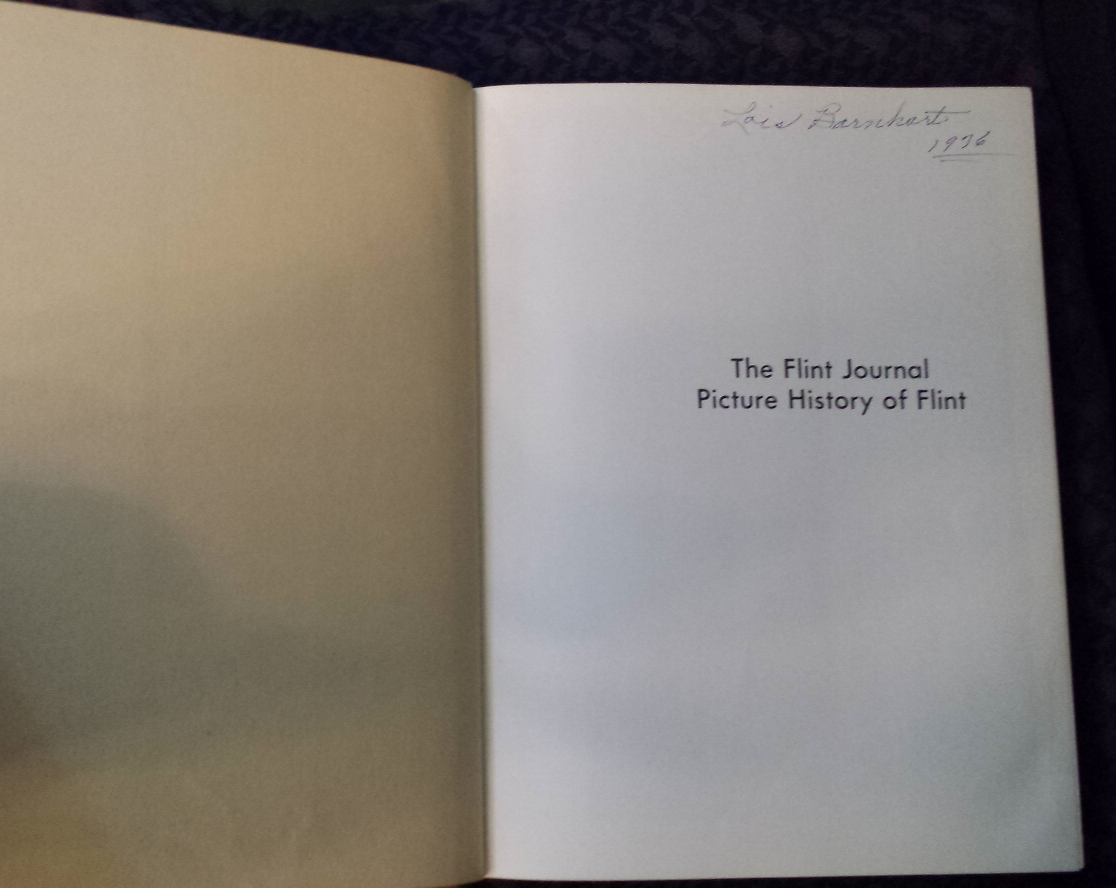 Lois Barnhart
1976
The Flint Journal
Picture History of Flint